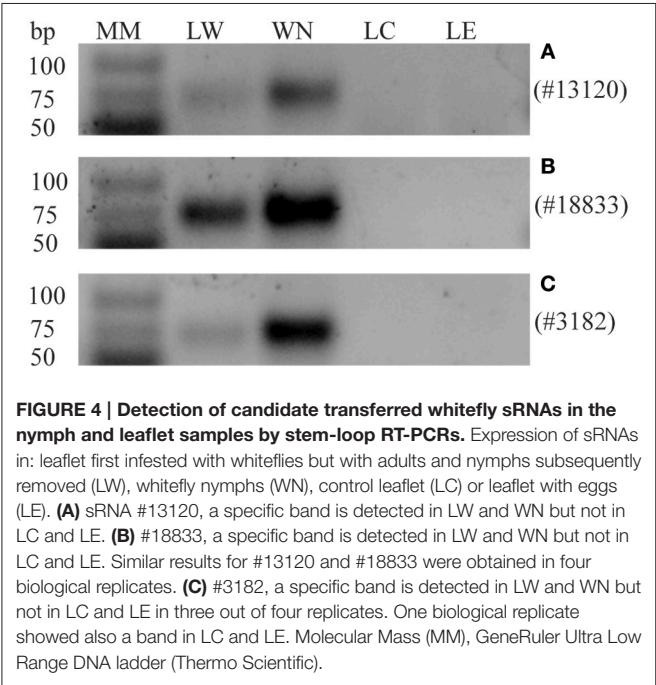 bp MM LW WN LC LE
A
100
75
50
(#13120)
B
100
75
50
(#18833)
C
100
75
50
(#3182)
FIGURE 4 | Detection of candidate transferred whitefly sRNAs in the
nymph and leaflet samples by stem-loop RT-PCRs. Expression of sRNAs
in: leaflet first infested with whiteflies but with adults and nymphs subsequently
removed (LW), whitefly nymphs (WN), control leaflet (LC) or leaflet with eggs
(LE). (A) sRNA #13120, a specific band is detected in LW and WN but not in
LC and LE. (B) #18833, a specific band is detected in LW and WN but not in
LC and LE. Similar results for #13120 and #18833 were obtained in four
biological replicates. (C) #3182, a specific band is detected in LW and WN but
not in LC and LE in three out of four replicates. One biological replicate
showed also a band in LC and LE. Molecular Mass (MM), GeneRuler Ultra Low
Range DNA ladder (Thermo Scientific).